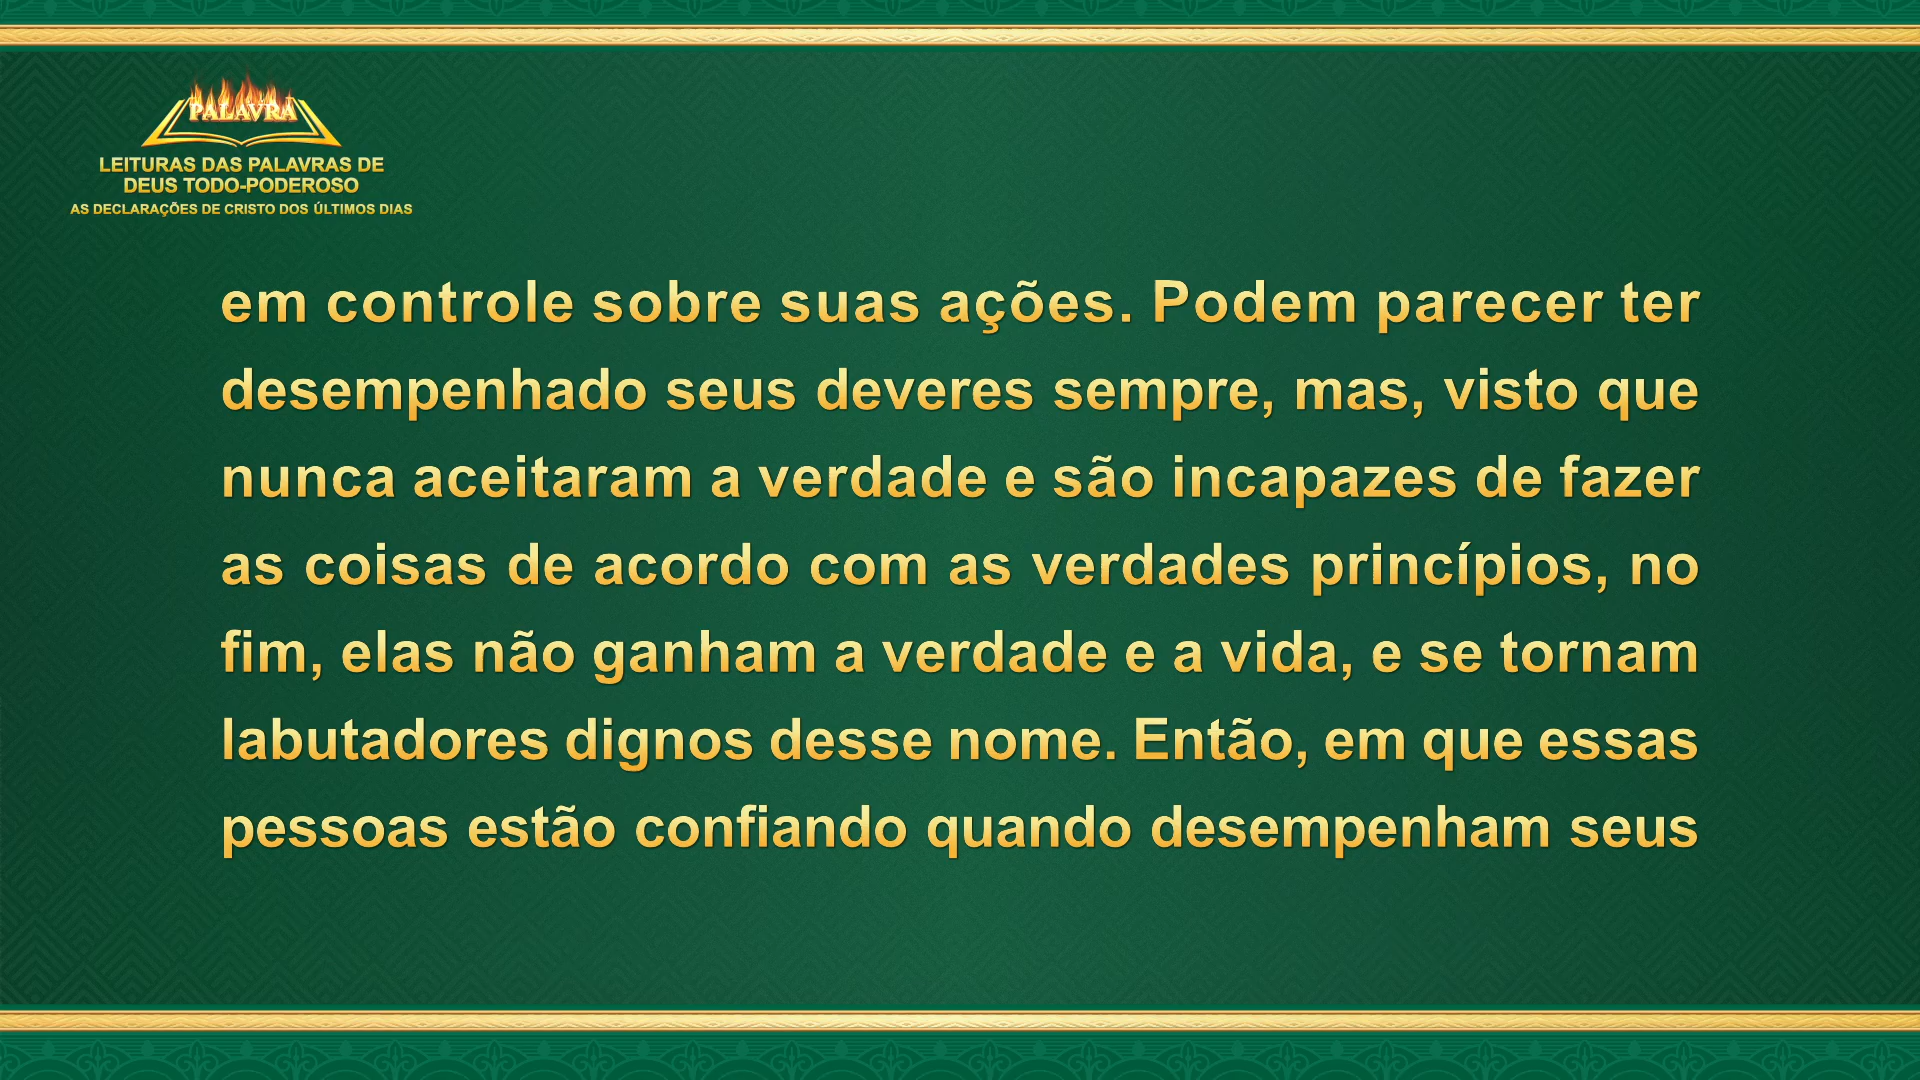 PALAVRA
LEITURAS DAS PALAVRAS DE
DEUS TODO-PODEROSO
AS DECLARAÇÕES DE CRISTO DOS ÚLTIMOS DIAS
em controle sobre suas ações. Podem parecer ter
desempenhado seus deveres sempre, mas, visto que
nunca aceitaram a verdade e são incapazes de fazer
as coisas de acordo com as verdades princípios, no
fim, elas não ganham a verdade e a vida, e se tornam
labutadores dignos desse nome. Então, em que essas
pessoas estão confiando quando desempenham seus